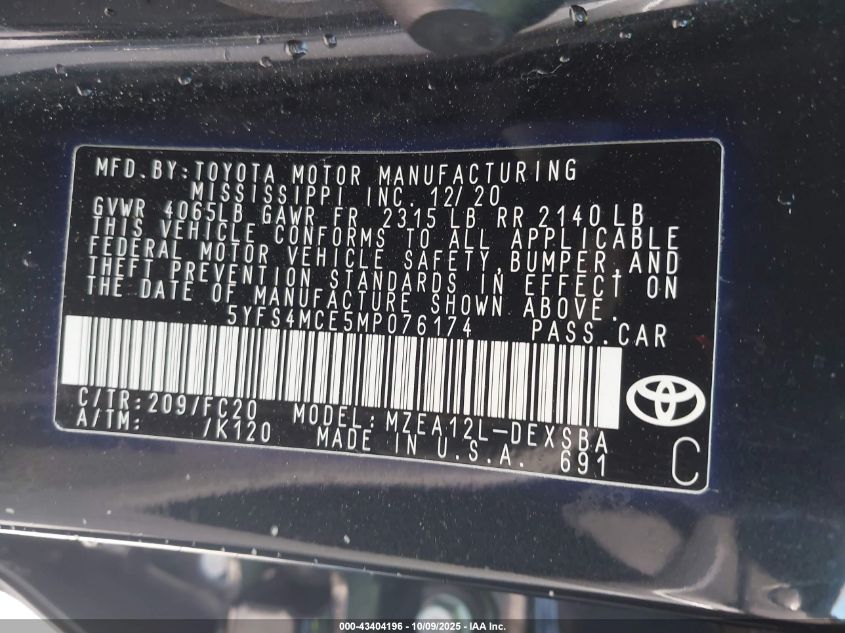 MFD.BY:TOYOTA MOTOR MANUFACTURING
MISSISSIPPI INC. 12/20
GVWR 4065LB GAWR FR 2315 LB RR 2140 LB
THIS VEHICLE CONFORMS TO ALL APPLICABLE
FEDERAL MOTOR VEHICLE SAFETY,BUMPER,AND
THEFT PREVENTION STANDARDS IN EFFECT ON
THE DATE OF MANUFACTURE SHOWN ABOVE.
5YFS4MCE5MP076174 PASS.CAR
C/TR:209/FC20 MODEL:MZEA12L-DEXSBA
A/TM: /K120 MADE IN U.S.A. 691
C
000-43404196 - 10/09/2025 - IAA Inc.